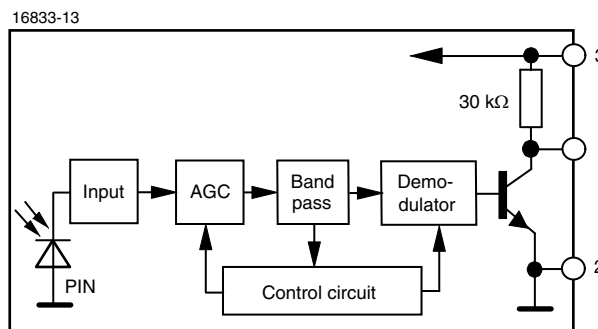 16833-13
3
30 kΩ
Input
AGC
Band
pass
Demo-
dulator
PIN
Control circuit
2